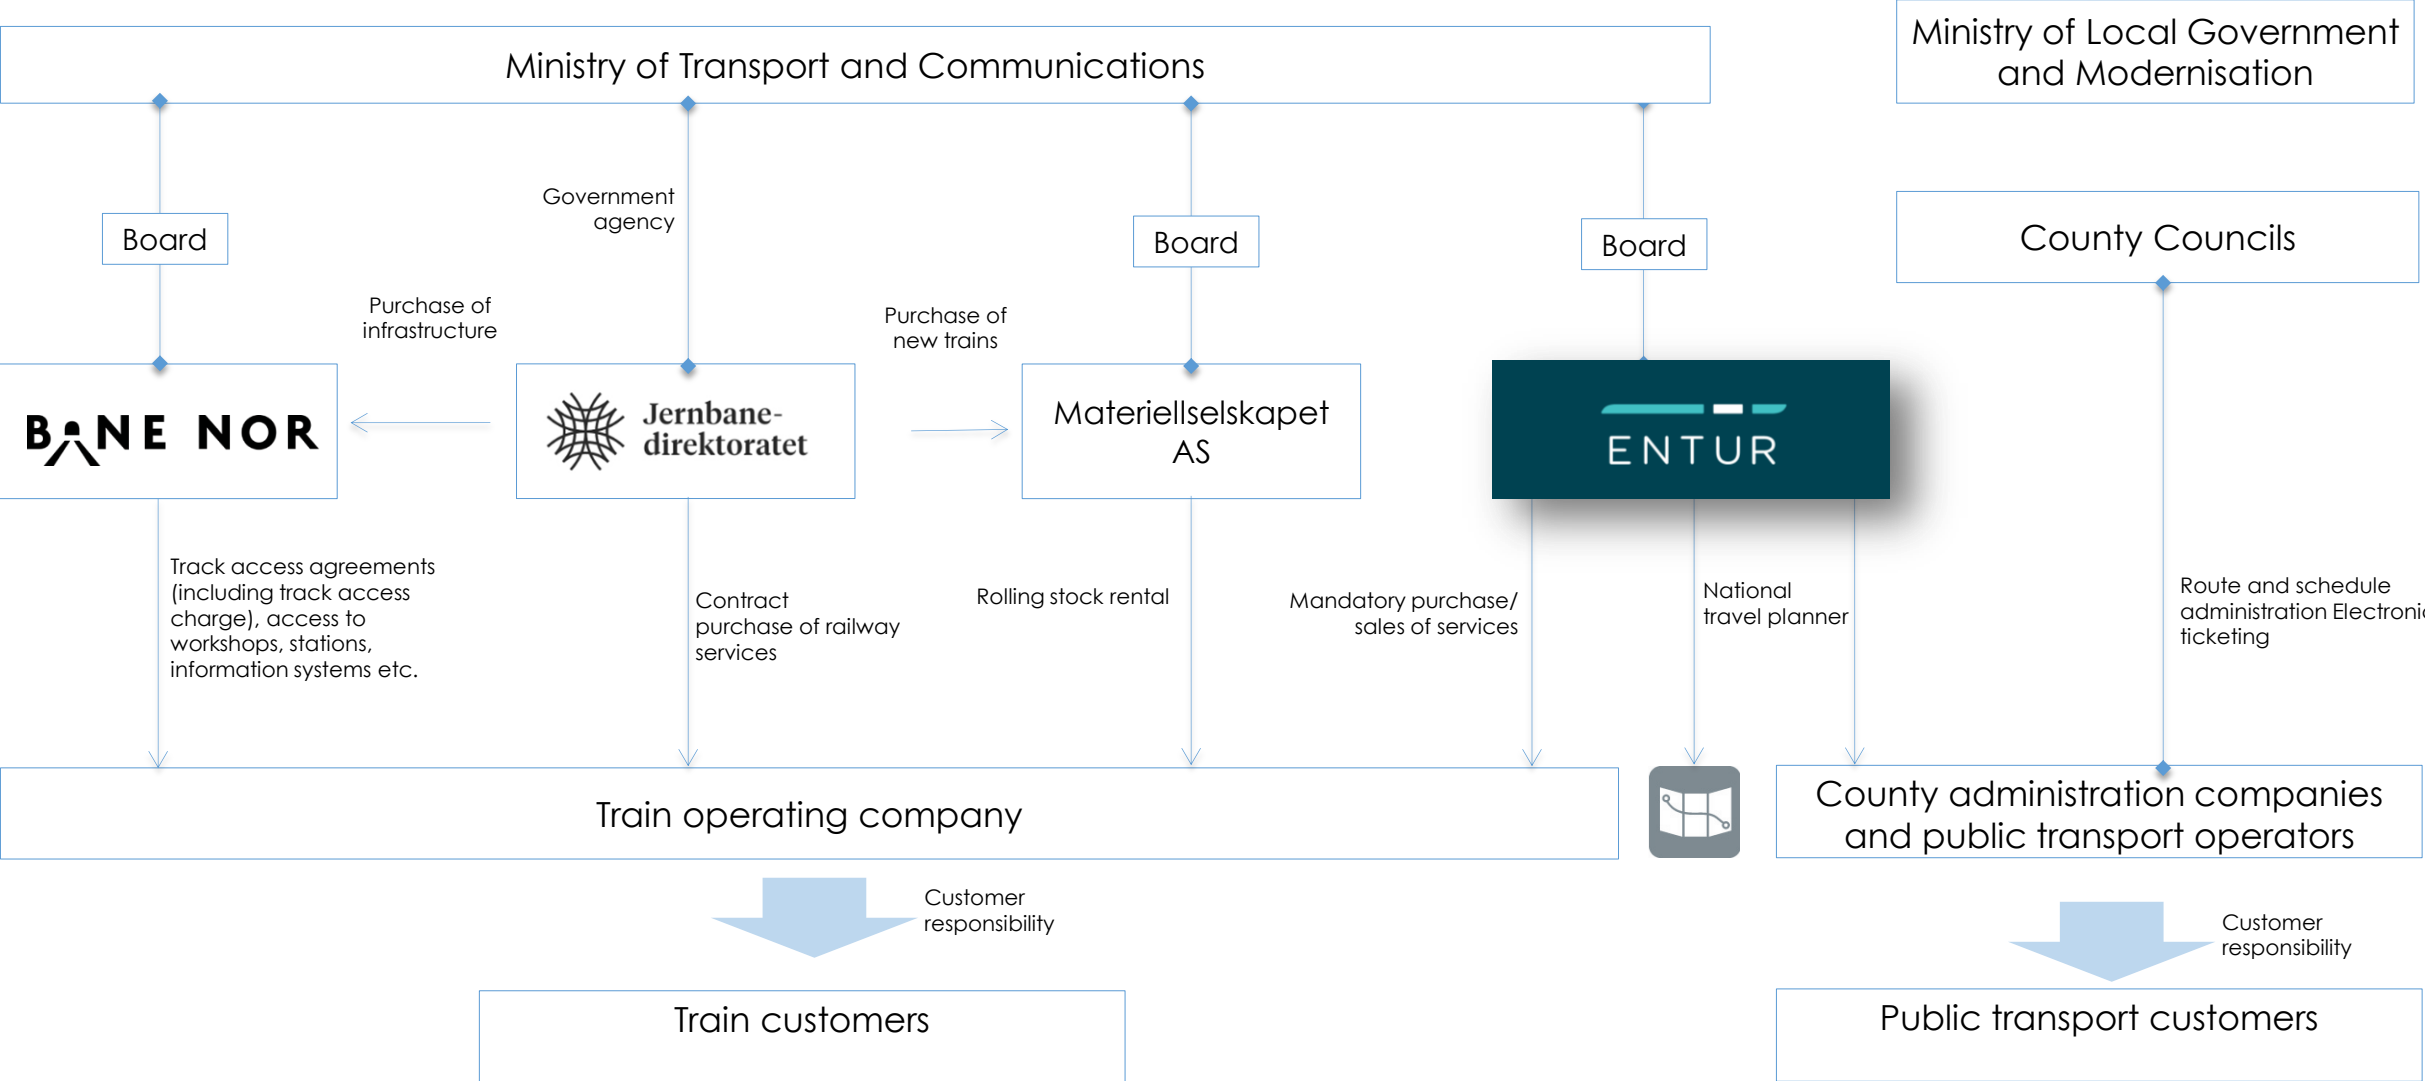 Ministry of Transport and Communications
Ministry of Local Government
and Modernisation
Government
agency
Board
Board
Board
County Councils
Purchase of
infrastructure
Purchase of
new trains
BANE NOR
Jernbane-
direktoratet
Materiellselskapet
AS
ENTUR
Track access agreements
(including track access
charge), access to
workshops, stations,
information systems etc.
Contract
purchase of railway
services
Rolling stock rental
Mandatory purchase/
sales of services
National
travel planner
Route and schedule
administration Electronic
ticketing
Train operating company
County administration companies
and public transport operators
Customer
responsibility
Customer
responsibility
Train customers
Public transport customers